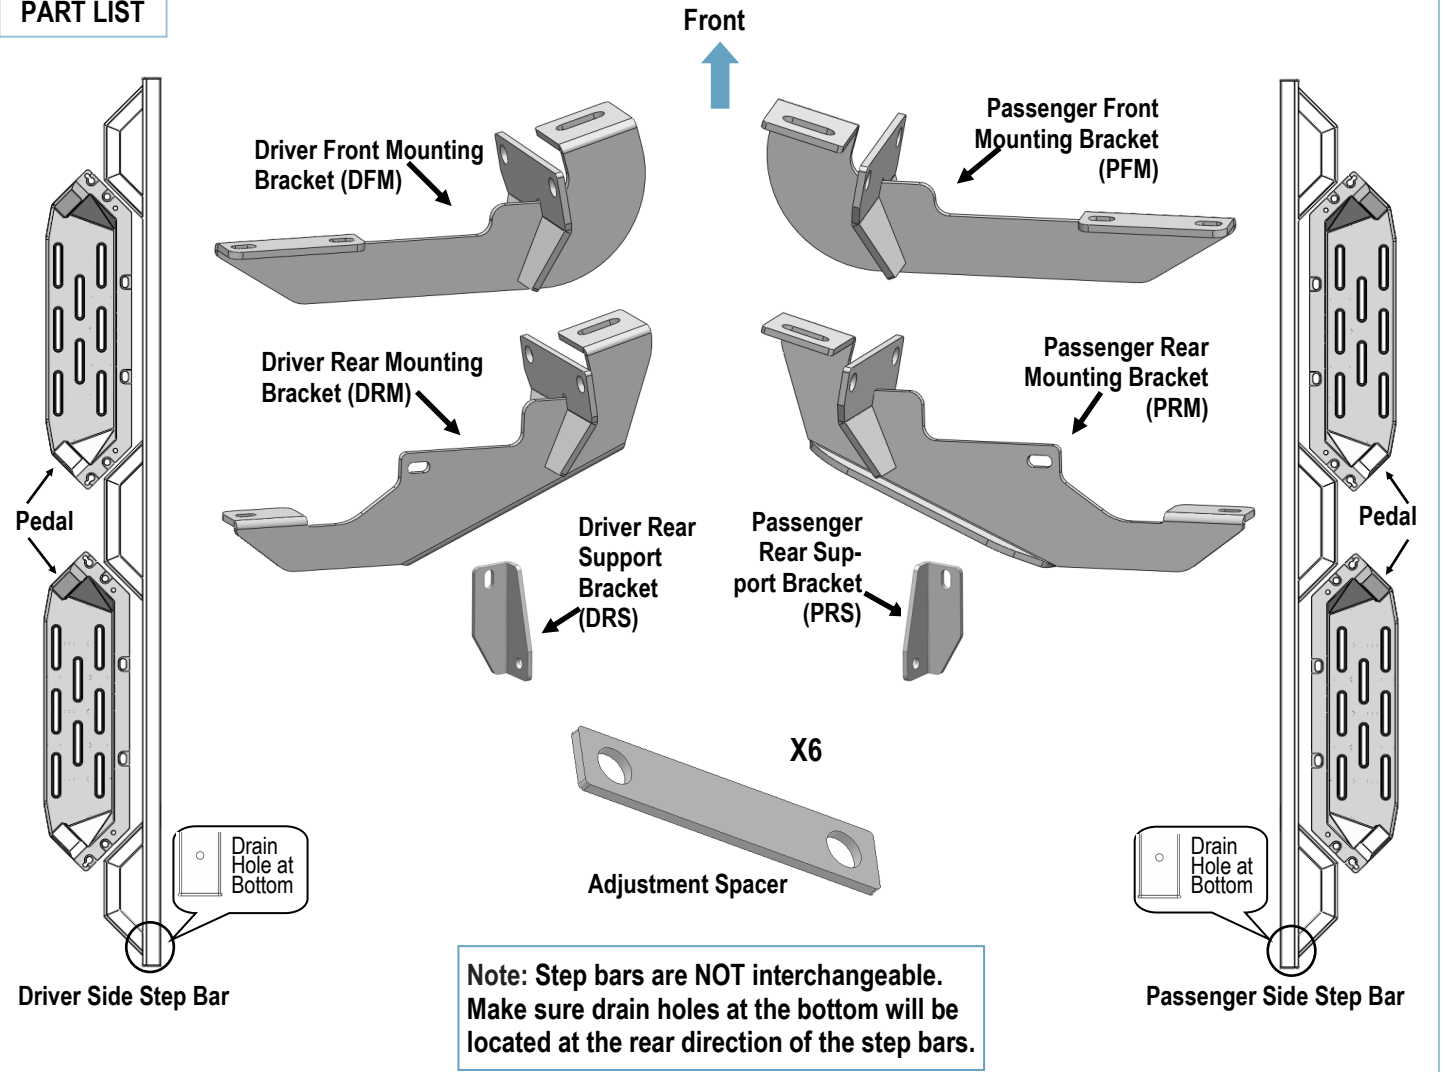 PART LIST
Front
Driver Front Mounting
Bracket (DFM)
Passenger Front
Mounting Bracket
(PFM)
Driver Rear Mounting
Bracket (DRM)
Passenger Rear
Mounting Bracket
(PRM)
Pedal
Driver Rear
Support
Bracket
(DRS)
Passenger
Rear Sup-
port Bracket
(PRS)
Pedal
X6
Adjustment Spacer
Drain
Hole at
Bottom
Drain
Hole at
Bottom
Driver Side Step Bar
Note: Step bars are NOT interchangeable.
Make sure drain holes at the bottom will be
located at the rear direction of the step bars.
Passenger Side Step Bar